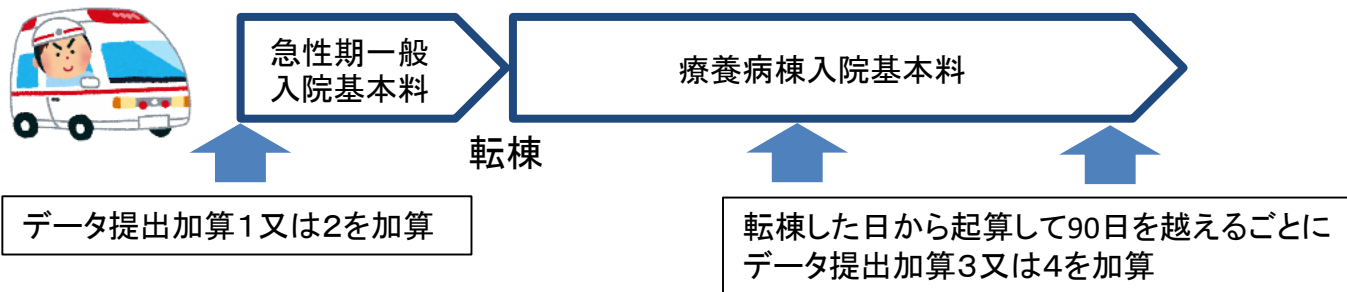 急性期一般
入院基本料
療養病棟入院基本料
転棟
データ提出加算１又は２を加算
転棟した日から起算して90日を越えるごとに
データ提出加算３又は４を加算